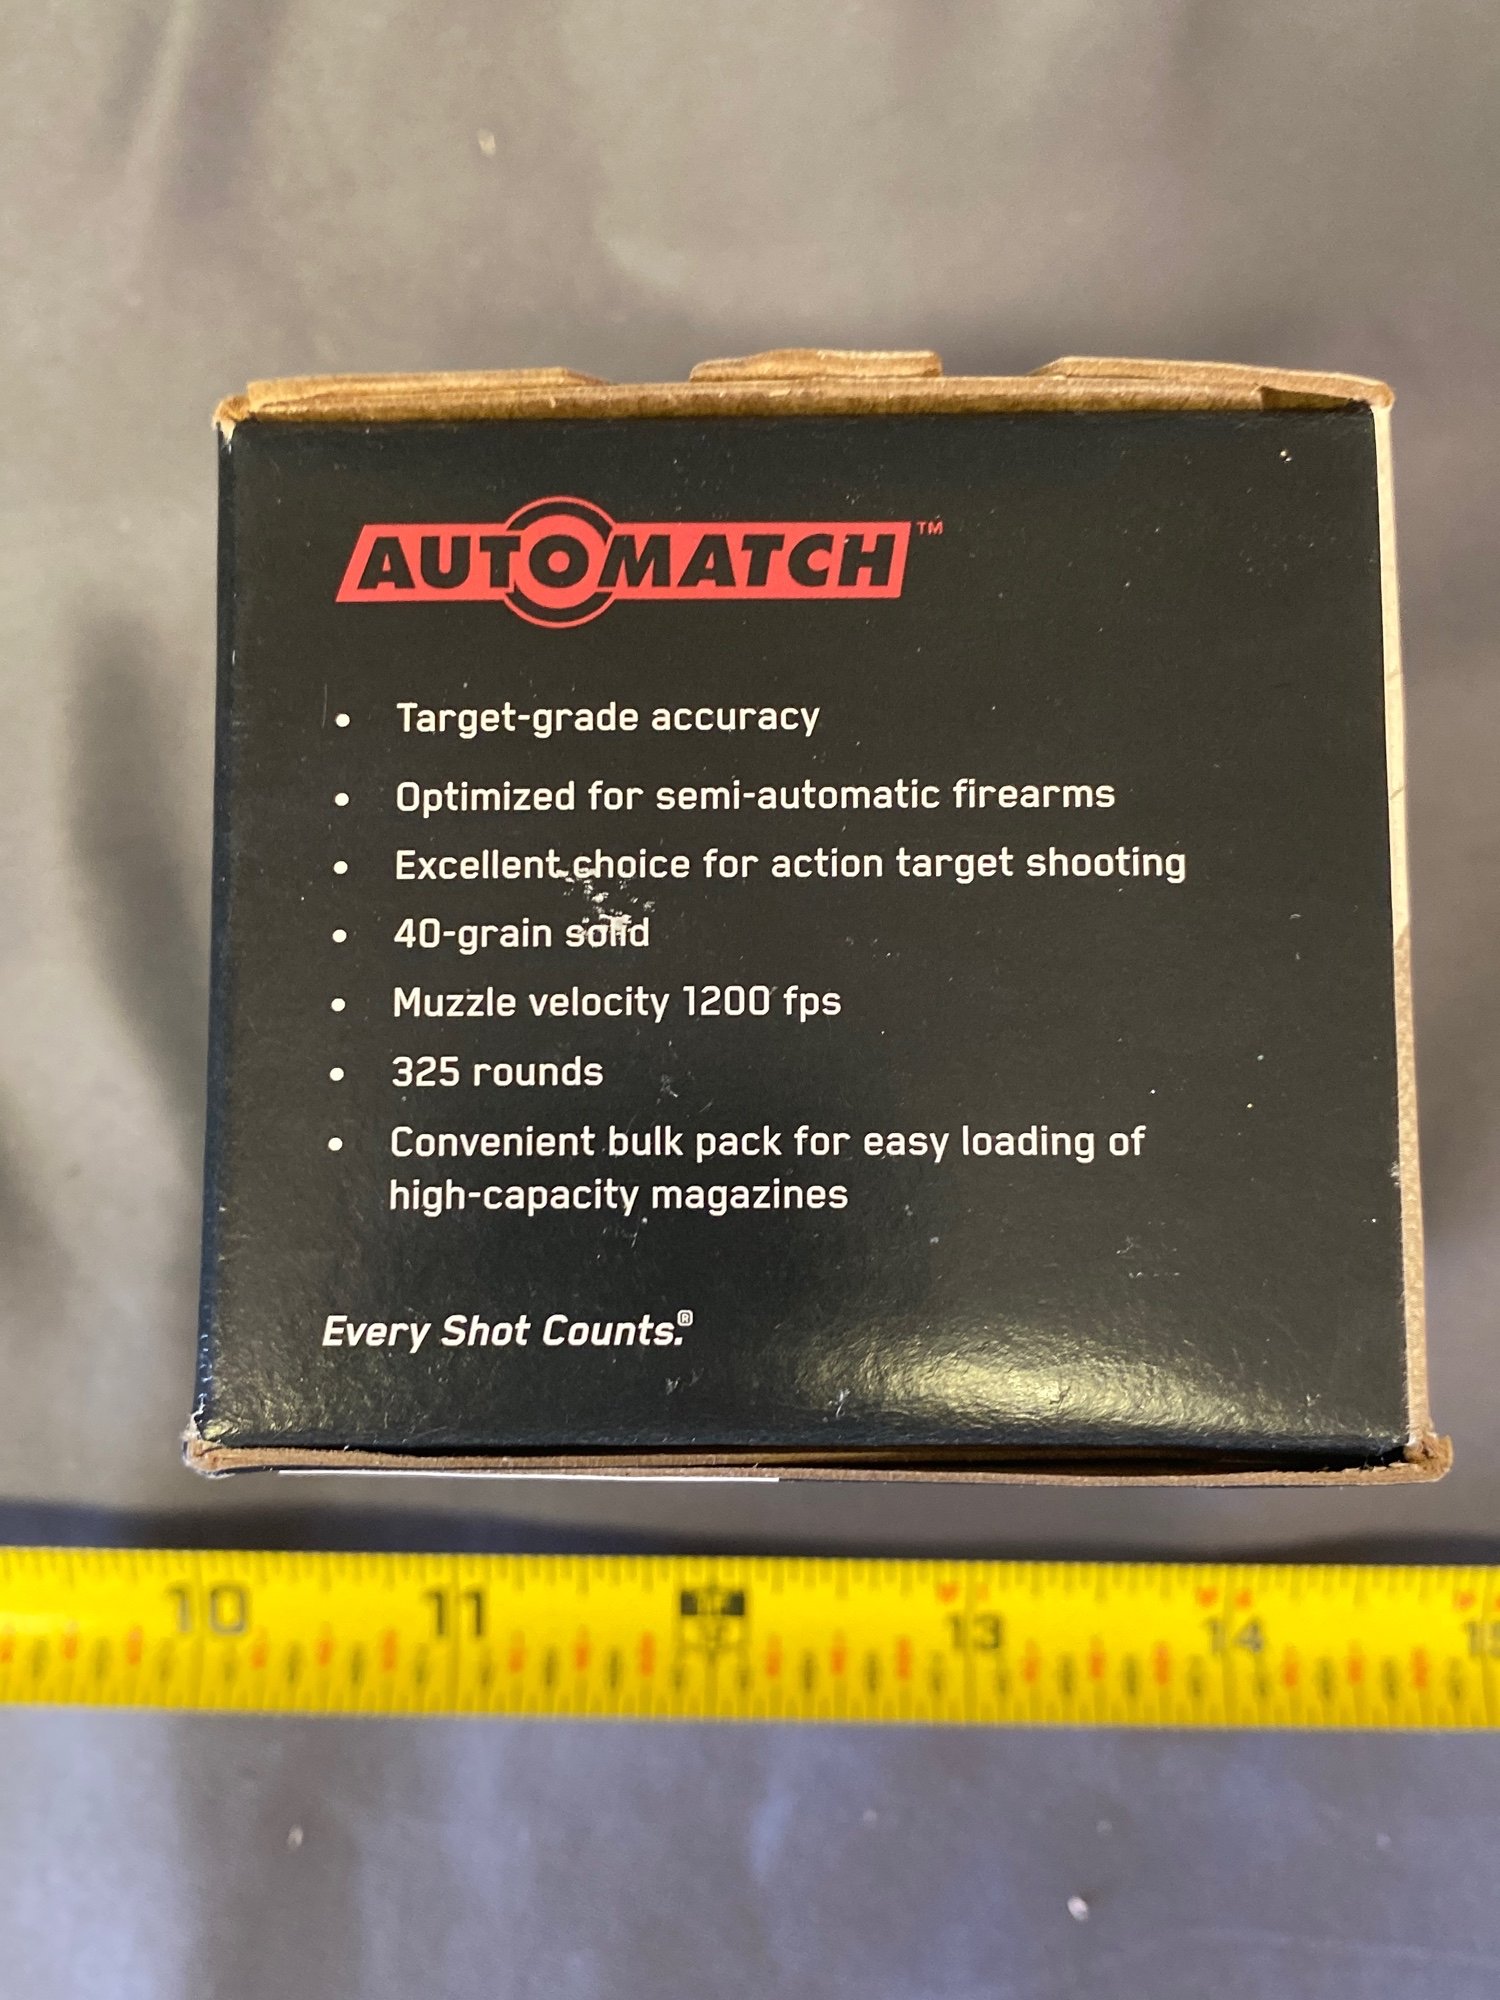 AUTOMATCH™
• Target-grade accuracy
• Optimized for semi-automatic firearms
• Excellent choice for action target shooting
• 40-grain solid
• Muzzle velocity 1200 fps
• 325 rounds
• Convenient bulk pack for easy loading of
high-capacity magazines
Every Shot Counts.®
10 11 13 14